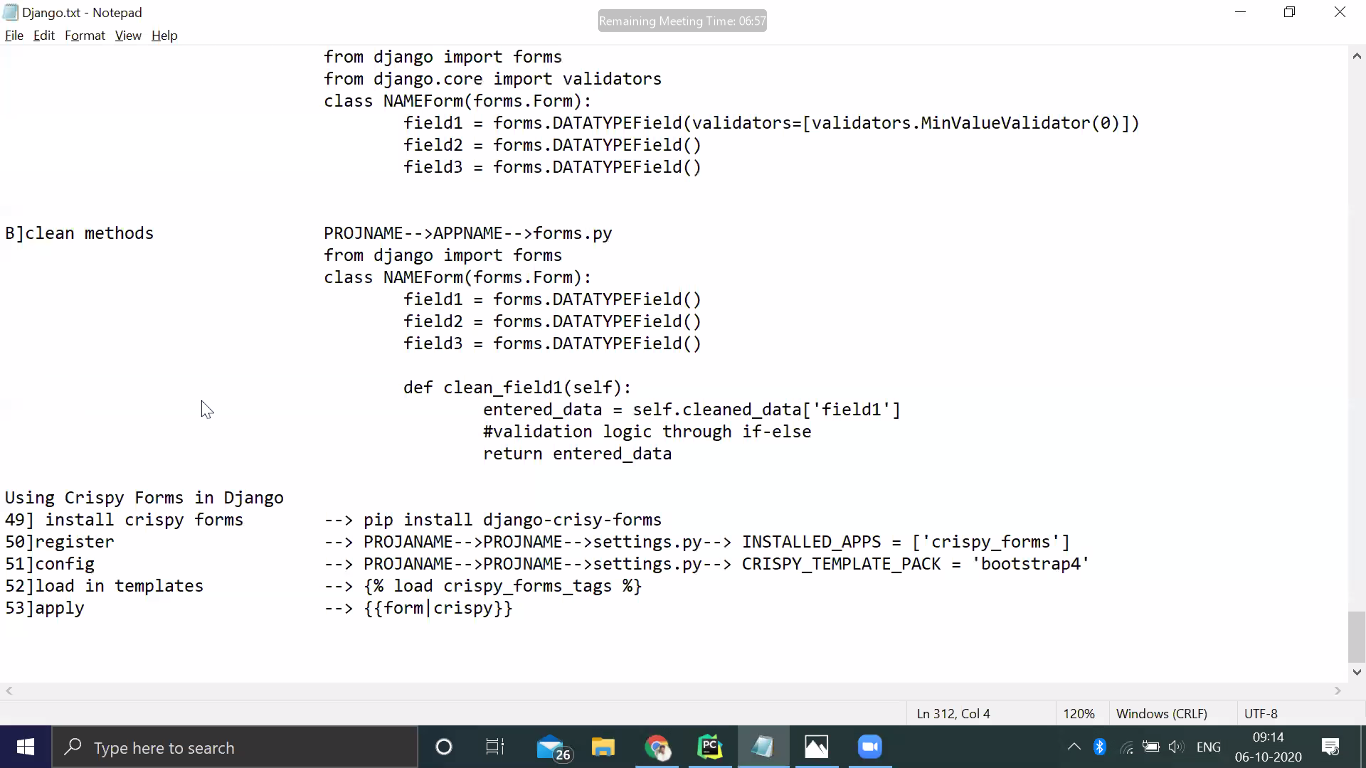 Django.txt - Notepad
Remaining Meeting Time: 06:57
File Edit Format View Help
from django import forms
from django.core import validators
class NAMEForm(forms.Form):
field1 = forms.DATATYPEField(validators=[validators.MinValueValidator(0)])
field2 = forms.DATATYPEField()
field3 = forms.DATATYPEField()
B]clean methods PROJNAME-->APPNAME-->forms.py
from django import forms
class NAMEForm(forms.Form):
field1 = forms.DATATYPEField()
field2 = forms.DATATYPEField()
field3 = forms.DATATYPEField()
def clean_field1(self):
entered_data = self.cleaned_data['field1']
#validation logic through if-else
return entered_data
Using Crispy Forms in Django
49] install crispy forms --> pip install django-crisy-forms
50]register --> PROJANAME-->PROJNAME-->settings.py--> INSTALLED_APPS = ['crispy_forms']
51]config --> PROJANAME-->PROJNAME-->settings.py--> CRISPY_TEMPLATE_PACK = 'bootstrap4'
52]load in templates --> {% load crispy_forms_tags %}
53]apply --> {{form|crispy}}
Ln 312, Col 4 120% Windows (CRLF) UTF-8
Type here to search 26 PC ENG 09:14
06-10-2020